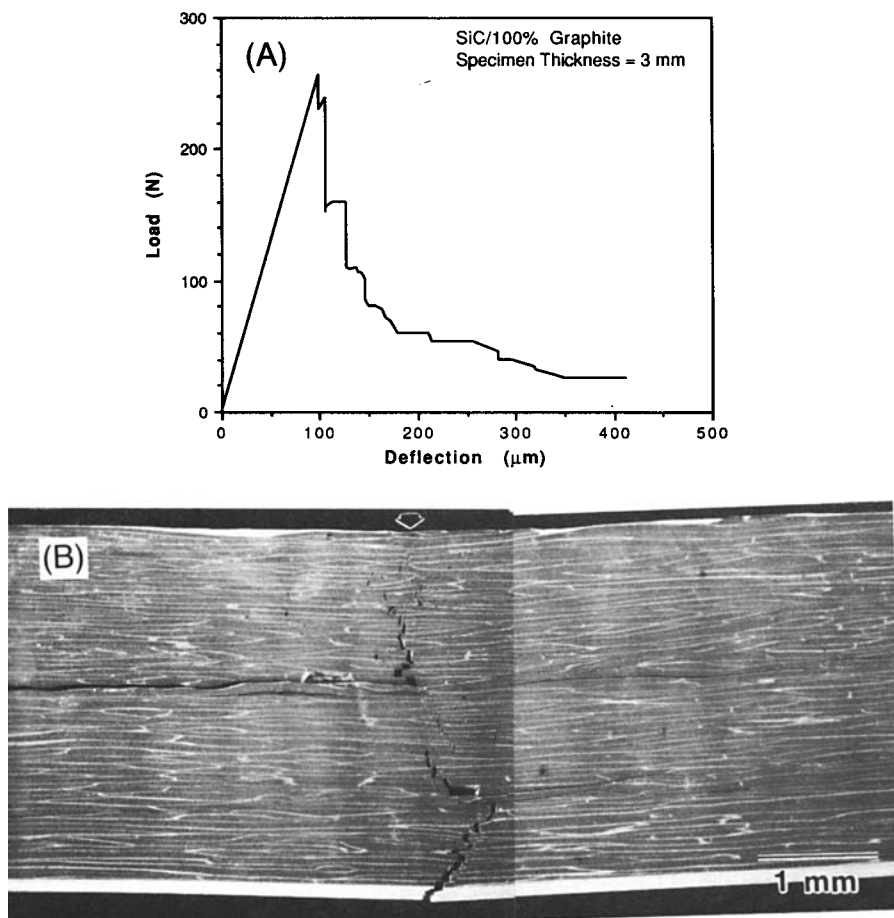 300
(A)
SiC/100% Graphite
Specimen Thickness = 3 mm
200
Load (N)
100
0
0 100 200 300 400 500
Deflection (μm)
(B)
1 mm